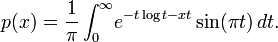 p(x) = \frac{1}{\pi} \int_0^\infty e^{-t \log t - xt} \sin(\pi t) \, dt.